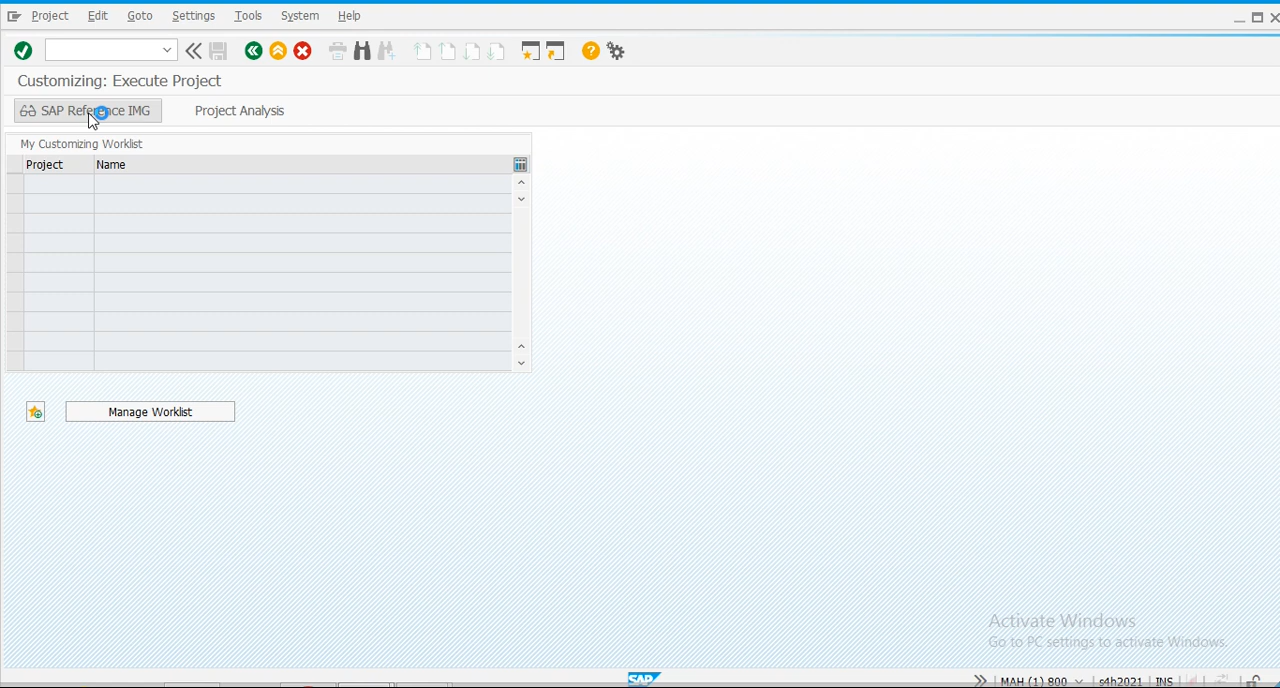 Project Edit Goto Settings Tools System Help
Customizing: Execute Project
SAP Reference IMG Project Analysis
My Customizing Worklist
Project Name
Manage Worklist
Activate Windows
Go to PC settings to activate Windows.
SAP MAH (1) 800 s4h2021 INS